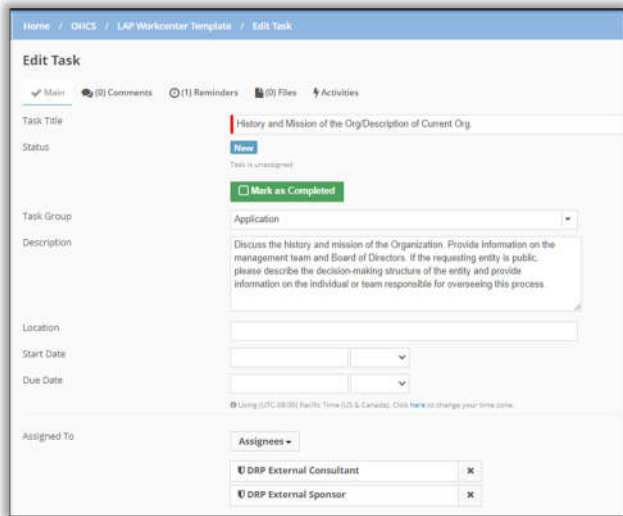 Home / OHCS / LAP Workcenter Template / Edit Task
Edit Task
Main (0) Comments (1) Reminders (0) Files Activities
Task Title History and Mission of the Org/Description of Current Org.
Status New
Task is unassigned
Mark as Completed
Task Group Application
Description Discuss the history and mission of the Organization. Provide Information on the
management team and Board of Directors. If the requesting entity is public,
please describe the decision-making structure of the entity and provide
information on the individual or team responsible for overseeing this process.
Location
Start Date
Due Date
Using (UTC-08:00) Pacific Time (US & Canada). Click here to change your time zone
Assigned To Assignees
DRP External Consultant
DRP External Sponsor